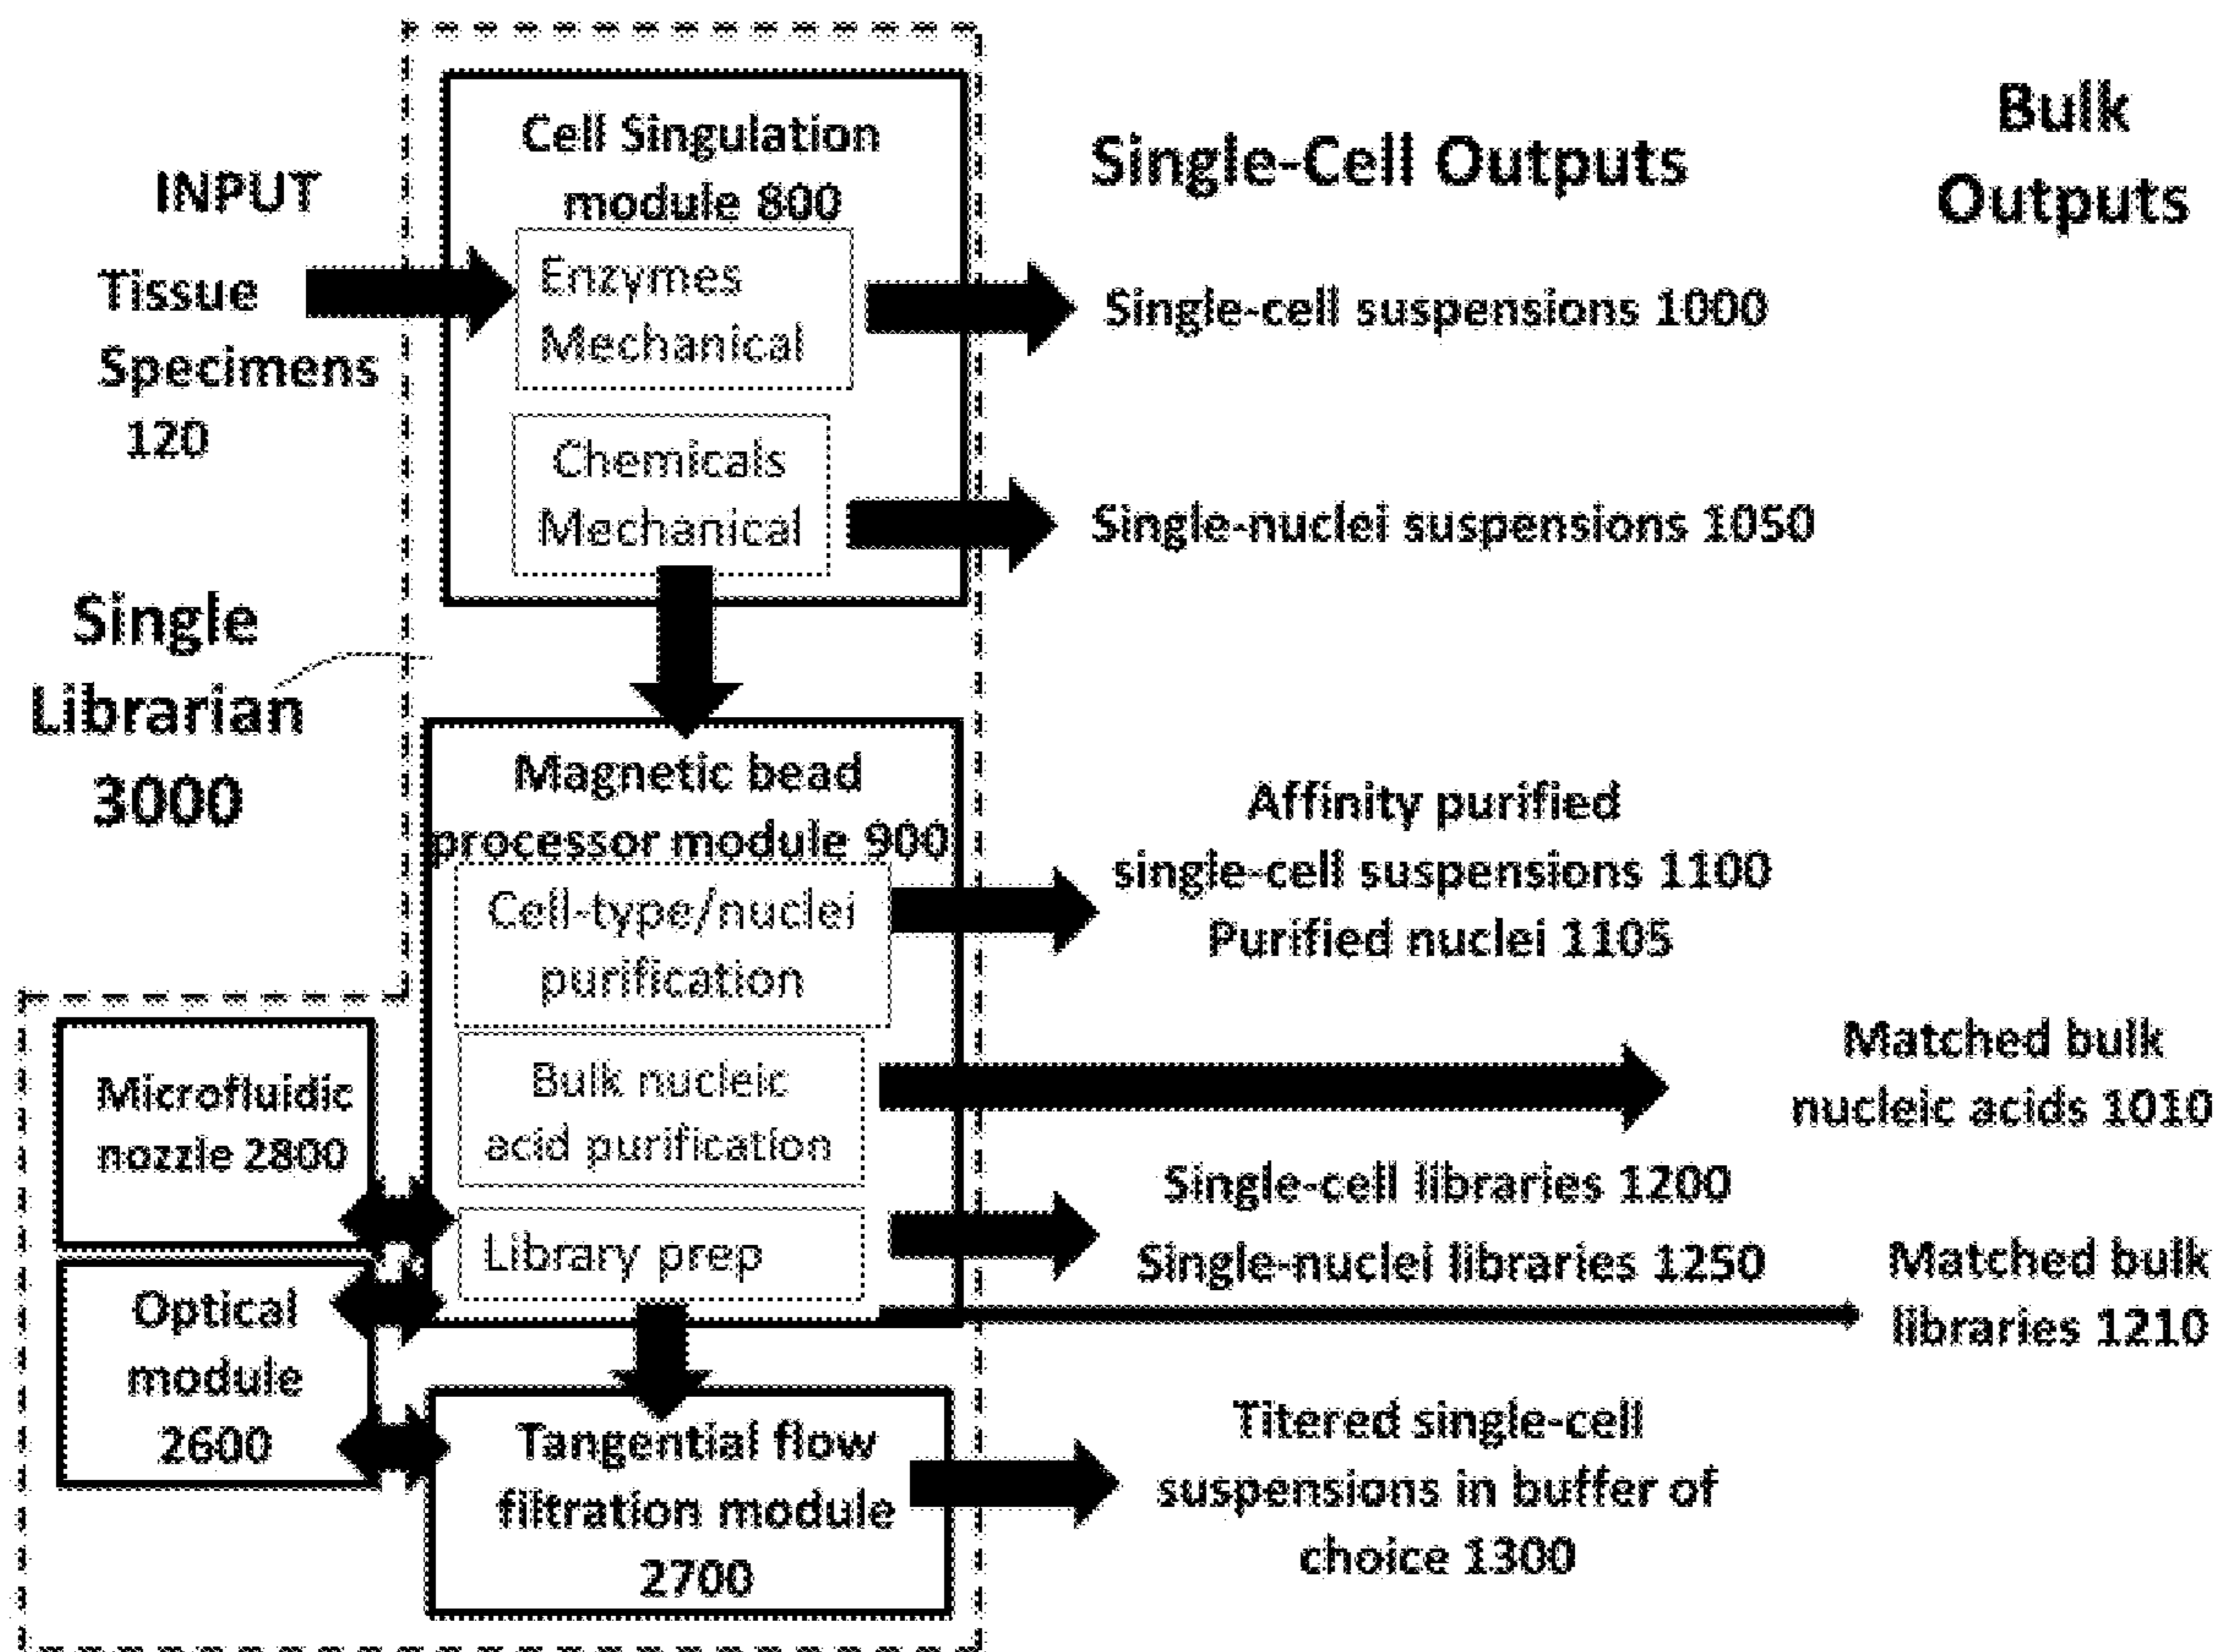 INPUT
Tissue
Specimens
120
Single
Librarian
3000
Cell Singulation
module 800
Enzymes
Mechanical
Chemicals
Mechanical
Single-Cell Outputs
Bulk
Outputs
Single-cell suspensions 1000
Single-nuclei suspensions 1050
Magnetic bead
processor module 900
Cell-type/nuclei
purification
Bulk nucleic
acid purification
Library prep
Affinity purified
single-cell suspensions 1100
Purified nuclei 1105
Matched bulk
nucleic acids 1010
Single-cell libraries 1200
Single-nuclei libraries 1250
Matched bulk
libraries 1210
Microfluidic
nozzle 2800
Optical
module
2600
Tangential flow
filtration module
2700
Titered single-cell
suspensions in buffer of
choice 1300